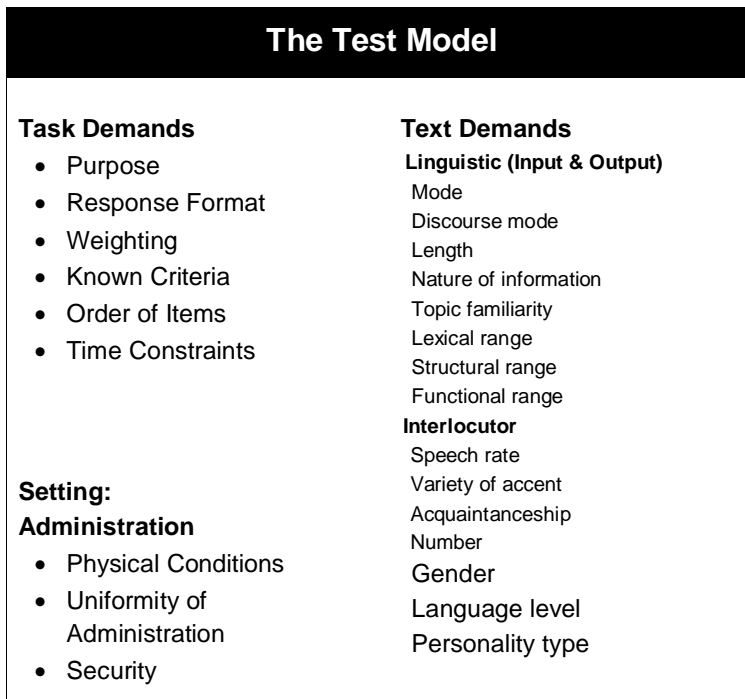 The Test Model
Task Demands
• Purpose
• Response Format
• Weighting
• Known Criteria
• Order of Items
• Time Constraints
Setting:
Administration
• Physical Conditions
• Uniformity of
Administration
• Security
Text Demands
Linguistic (Input & Output)
Mode
Discourse mode
Length
Nature of information
Topic familiarity
Lexical range
Structural range
Functional range
Interlocutor
Speech rate
Variety of accent
Acquaintanceship
Number
Gender
Language level
Personality type